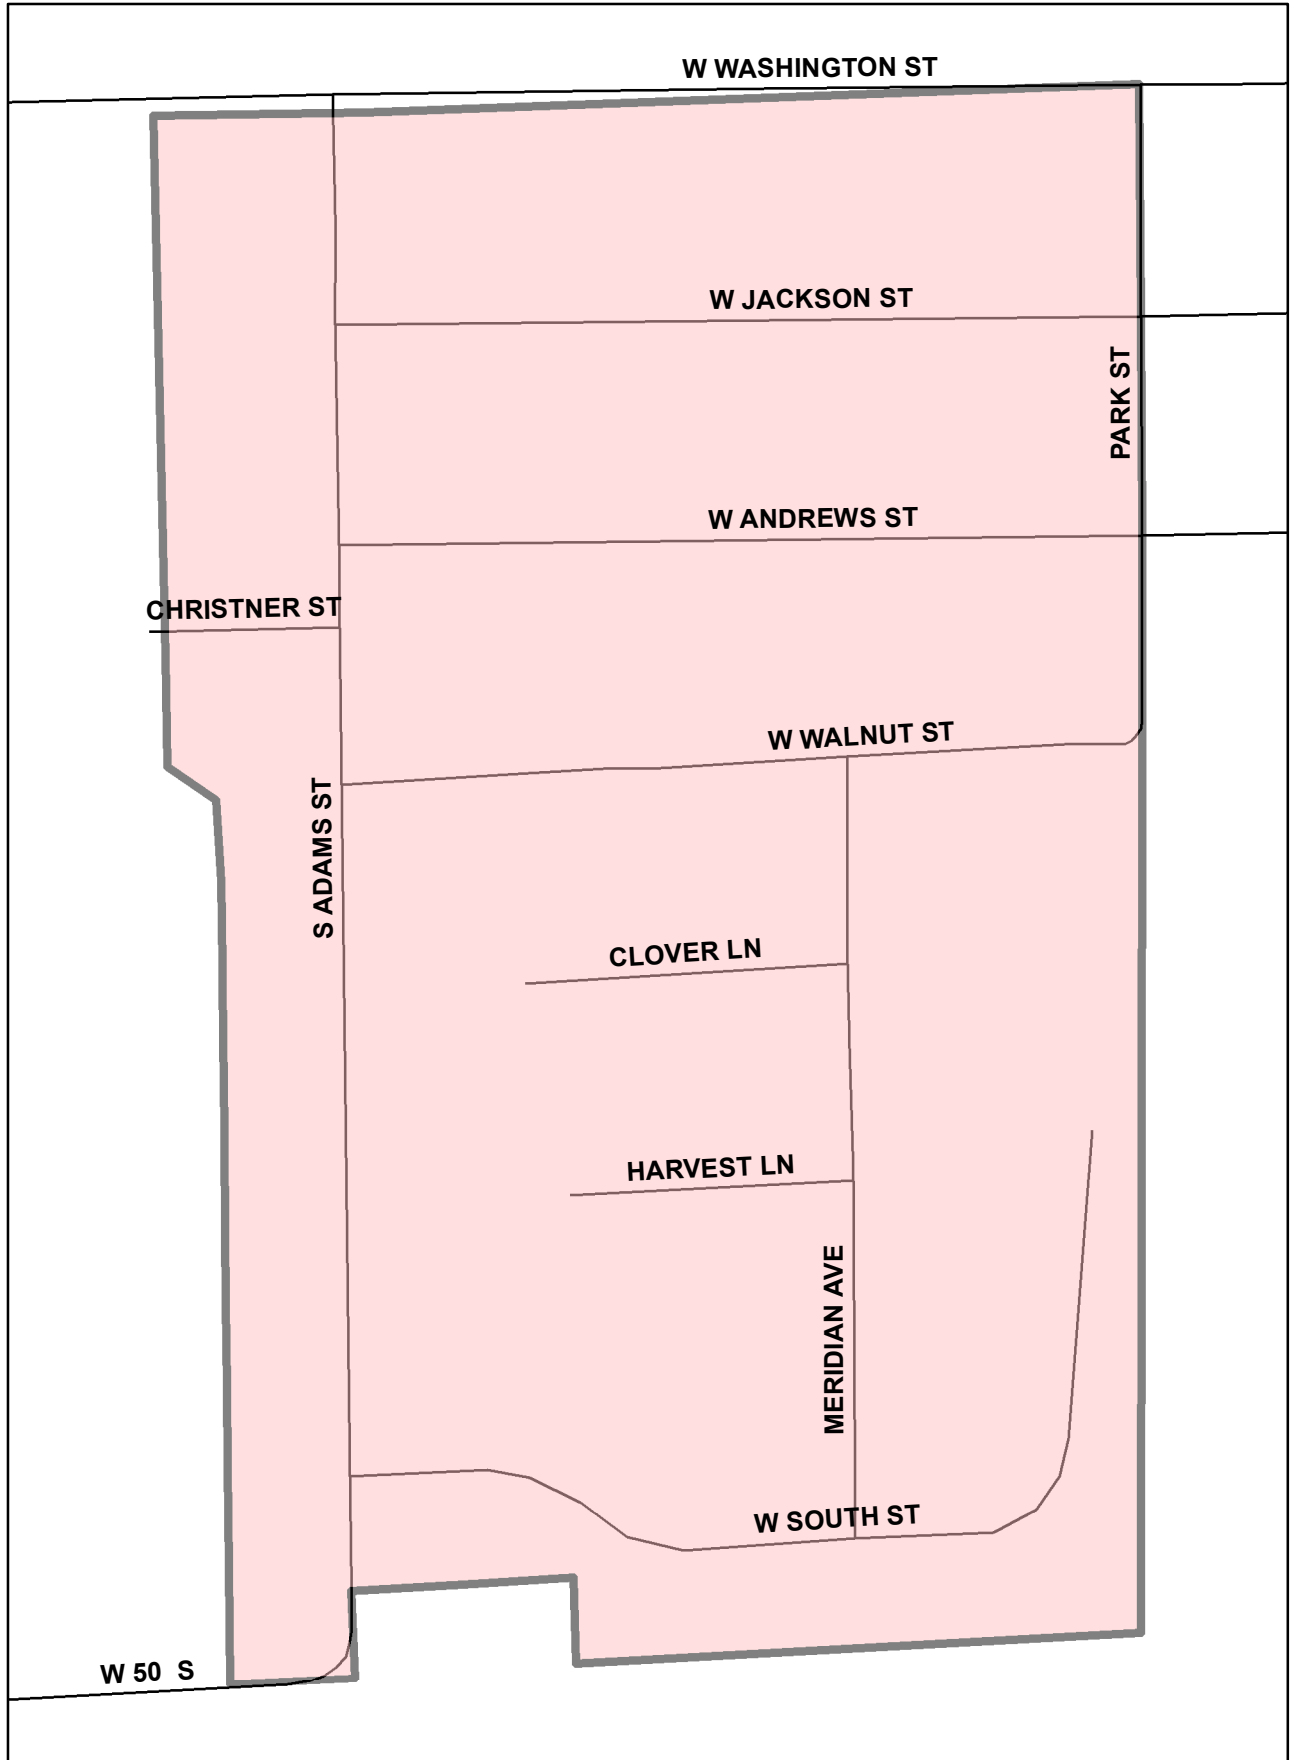 W WASHINGTON ST
W JACKSON ST
PARK ST
W ANDREWS ST
CHRISTNER ST
W WALNUT ST
S ADAMS ST
CLOVER LN
HARVEST LN
MERIDIAN AVE
W SOUTH ST
W 50 S